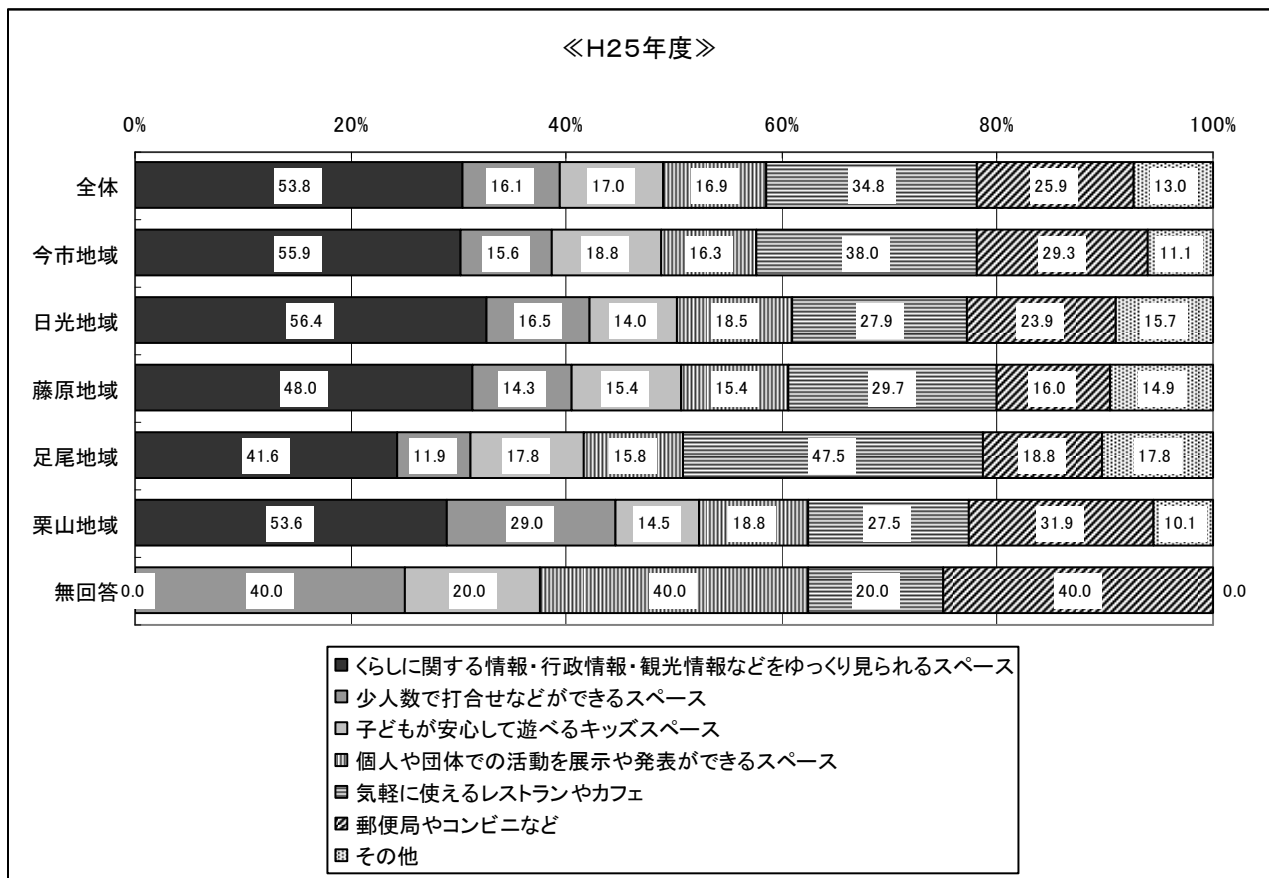 ≪H25年度≫
0% 20% 40% 60% 80% 100%
全体 53.8 16.1 17.0 16.9 34.8 25.9 13.0
今市地域 55.9 15.6 18.8 16.3 38.0 29.3 11.1
日光地域 56.4 16.5 14.0 18.5 27.9 23.9 15.7
藤原地域 48.0 14.3 15.4 15.4 29.7 16.0 14.9
足尾地域 41.6 11.9 17.8 15.8 47.5 18.8 17.8
栗山地域 53.6 29.0 14.5 18.8 27.5 31.9 10.1
無回答 0.0 40.0 20.0 40.0 20.0 40.0 0.0
くらしに関する情報・行政情報・観光情報などをゆっくり見られるスペース
少人数で打合せなどができるスペース
子どもが安心して遊べるキッズスペース
個人や団体での活動を展示や発表ができるスペース
気軽に使えるレストランやカフェ
郵便局やコンビニなど
その他